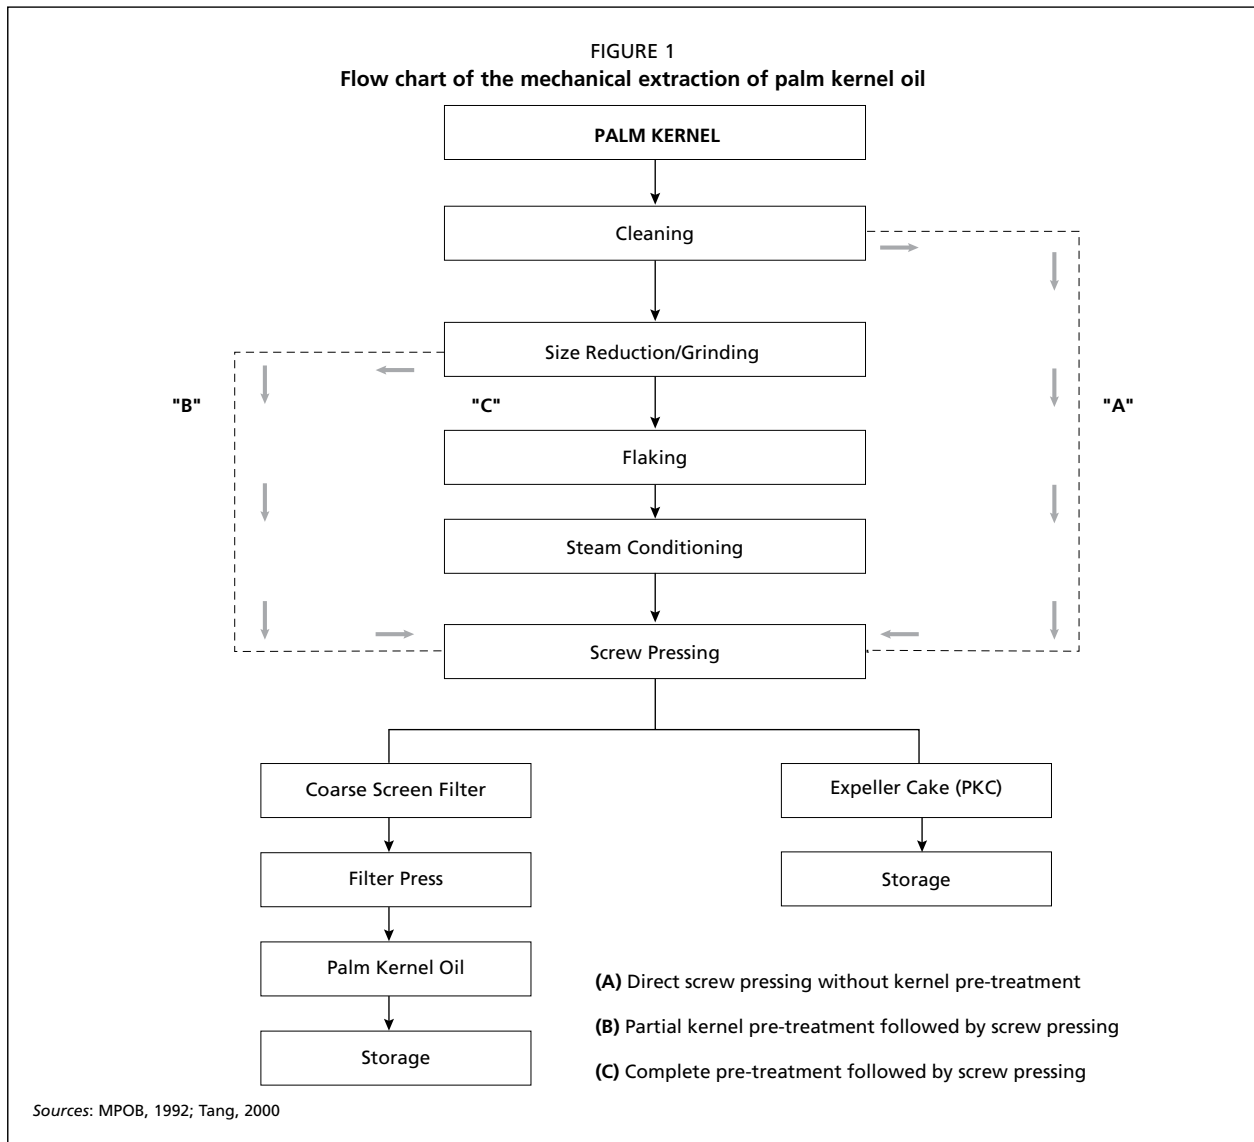 FIGURE 1
Flow chart of the mechanical extraction of palm kernel oil
PALM KERNEL
Cleaning
Size Reduction/Grinding
"B"
"C"
"A"
Flaking
Steam Conditioning
Screw Pressing
Coarse Screen Filter
Expeller Cake (PKC)
Filter Press
Storage
Palm Kernel Oil
Storage
(A) Direct screw pressing without kernel pre-treatment
(B) Partial kernel pre-treatment followed by screw pressing
(C) Complete pre-treatment followed by screw pressing
Sources: MPOB, 1992; Tang, 2000